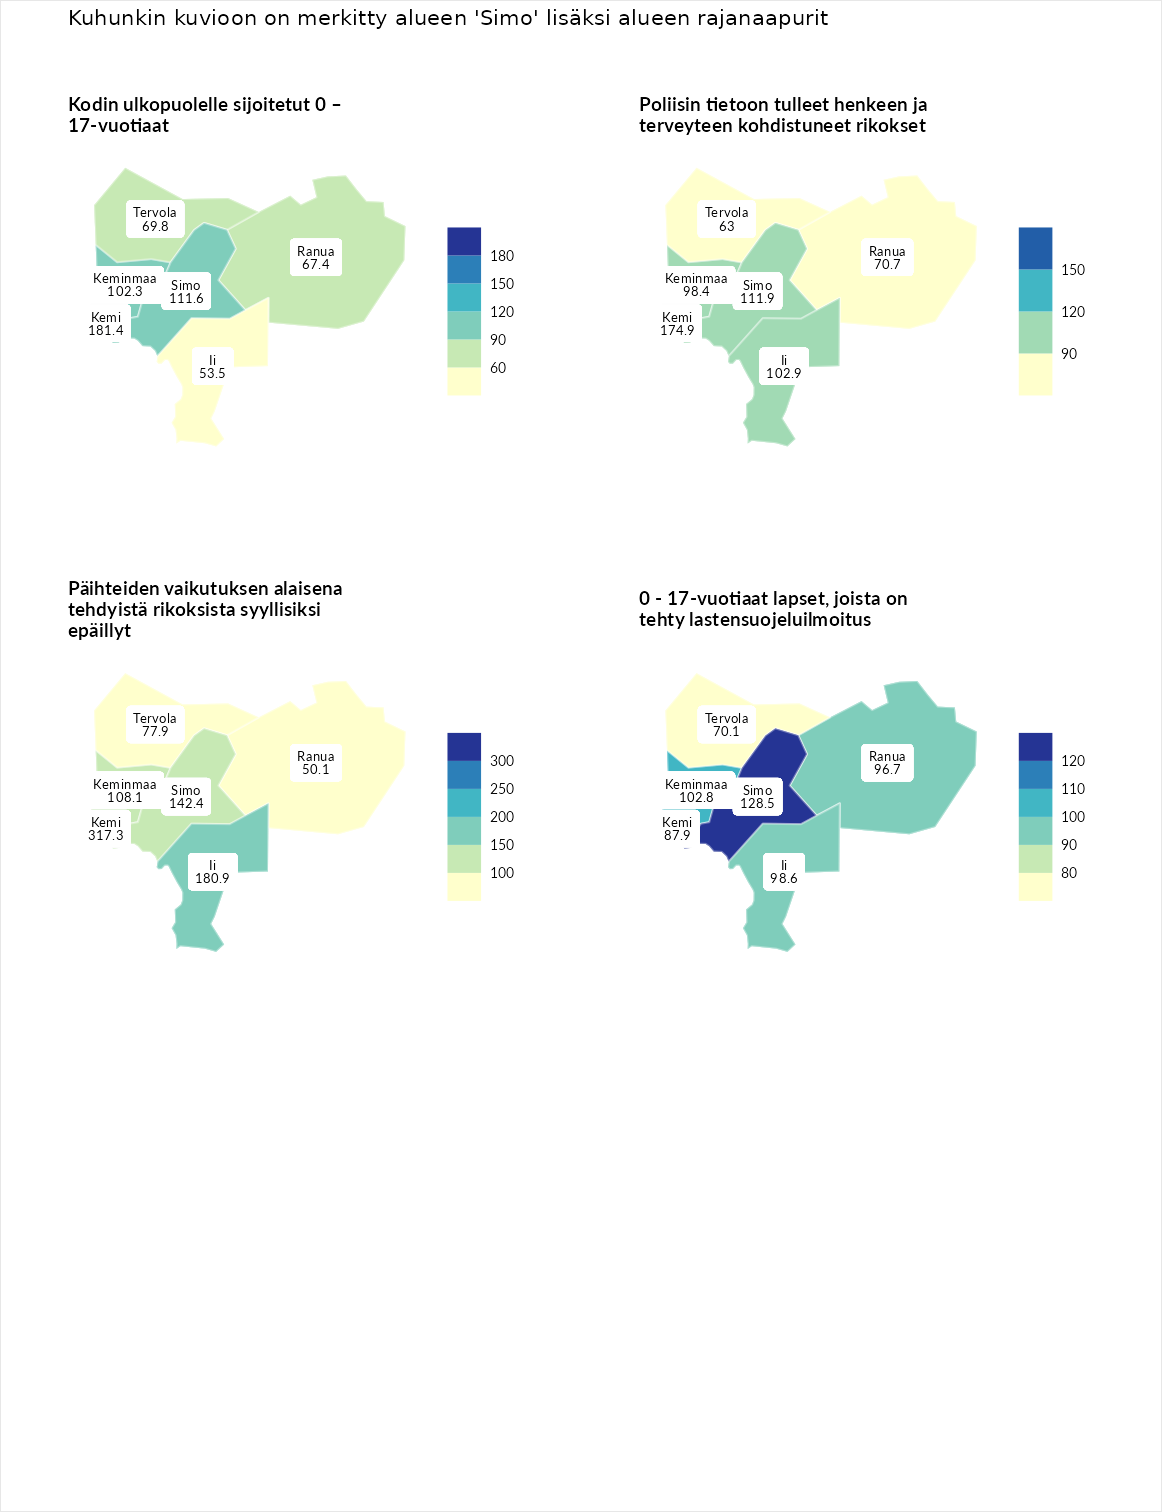 Kuhunkin kuvioon on merkitty alueen 'Simo' lisäksi alueen rajanaapurit
Kodin ulkopuolelle sijoitetut 0 –
17-vuotiaat
Tervola
69.8
Ranua
67.4
Keminmaa
102.3
Simo
111.6
Kemi
181.4
Ii
53.5
180
150
120
90
60
Poliisin tietoon tulleet henkeen ja
terveyteen kohdistuneet rikokset
Tervola
63
Ranua
70.7
Keminmaa
98.4
Simo
111.9
Kemi
174.9
Ii
102.9
150
120
90
Päihteiden vaikutuksen alaisena
tehdyistä rikoksista syyllisiksi
epäillyt
Tervola
77.9
Ranua
50.1
Keminmaa
108.1
Simo
142.4
Kemi
317.3
Ii
180.9
300
250
200
150
100
0 - 17-vuotiaat lapset, joista on
tehty lastensuojeluilmoitus
Tervola
70.1
Ranua
96.7
Keminmaa
102.8
Simo
128.5
Kemi
87.9
Ii
98.6
120
110
100
90
80